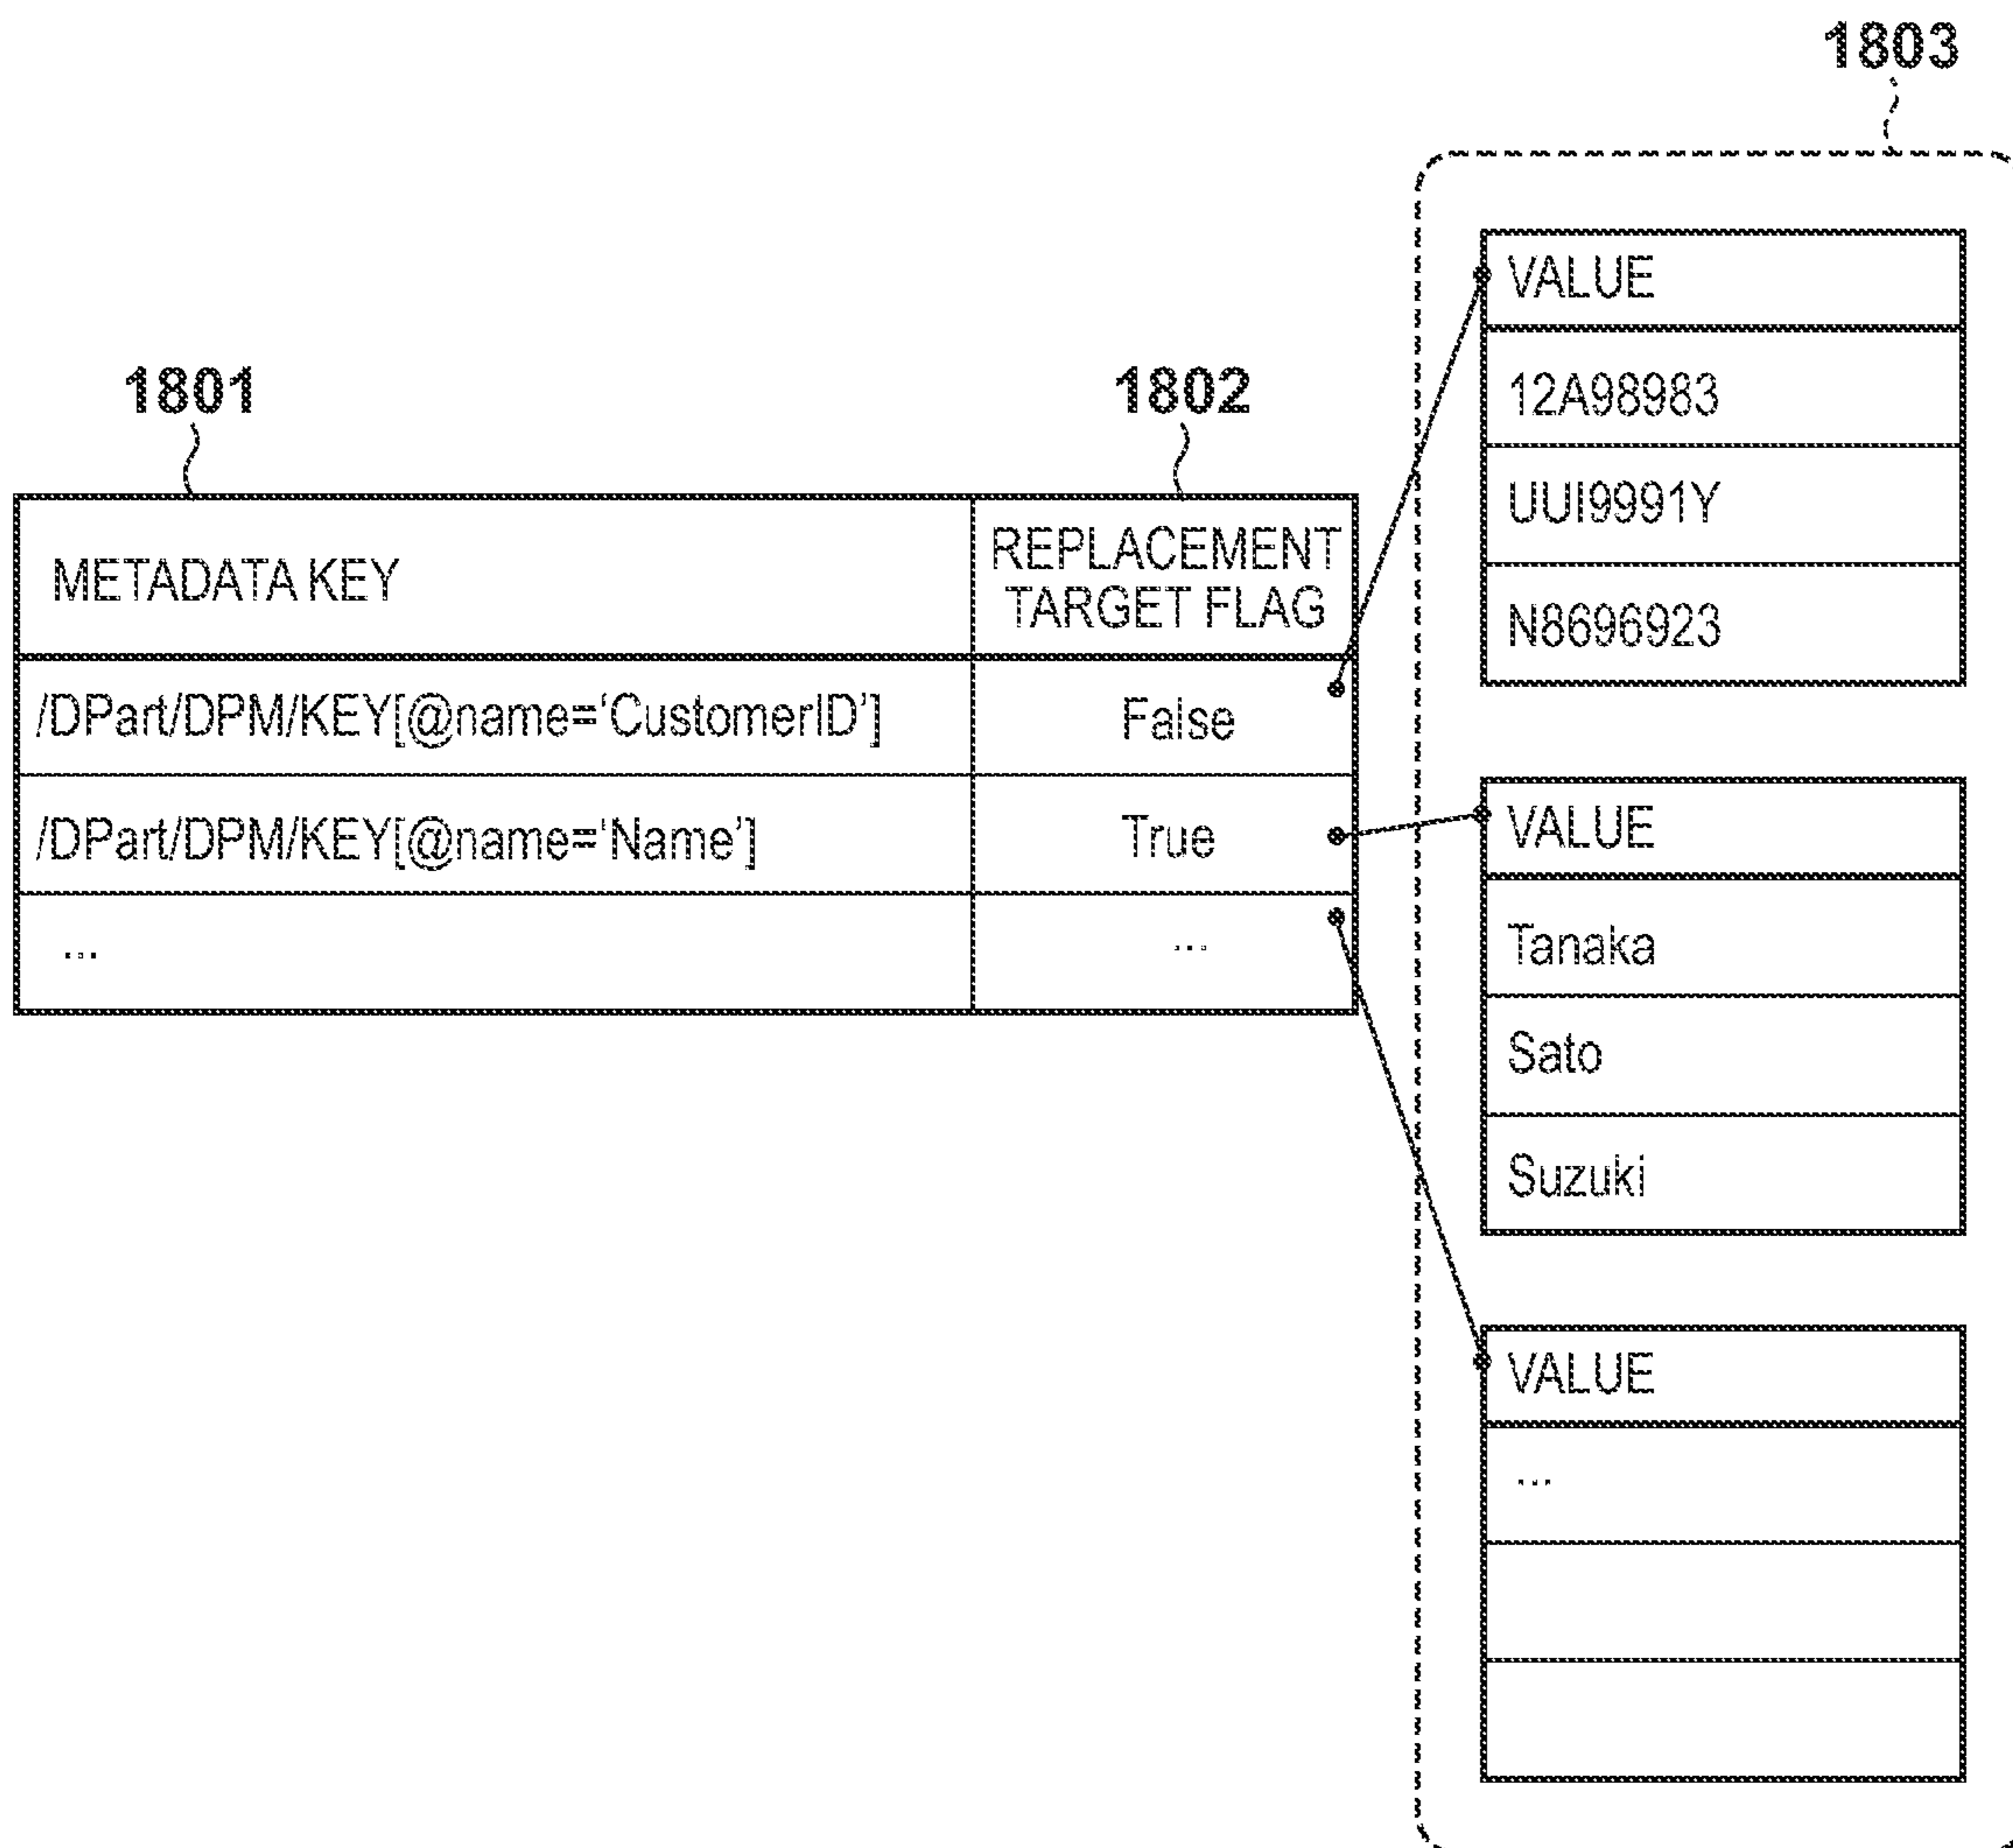 1803
1801
1802
METADATA KEY
REPLACEMENT
TARGET FLAG
/DPart/DPM/KEY[@name=‘CustomerID’]
False
/DPart/DPM/KEY[@name=‘Name’]
True
...
...
VALUE
12A98983
UUI9991Y
N8696923
VALUE
Tanaka
Sato
Suzuki
VALUE
...